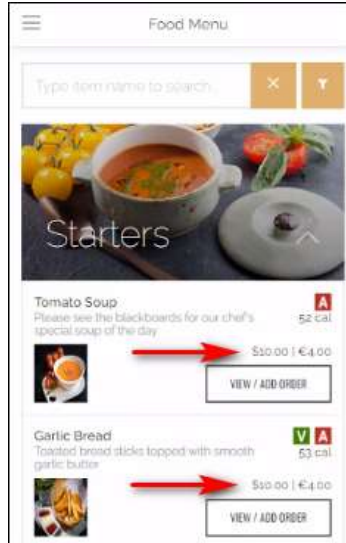 Food Menu
Type item name to search...
Starters
Tomato Soup
A
Please see the blackboards for our chef's
52 cal
special soup of the day
$10.00 | €4.00
VIEW / ADD ORDER
Garlic Bread
V A
Toasted bread sticks topped with smooth
53 cal
garlic butter
$10.00 | €4.00
VIEW / ADD ORDER